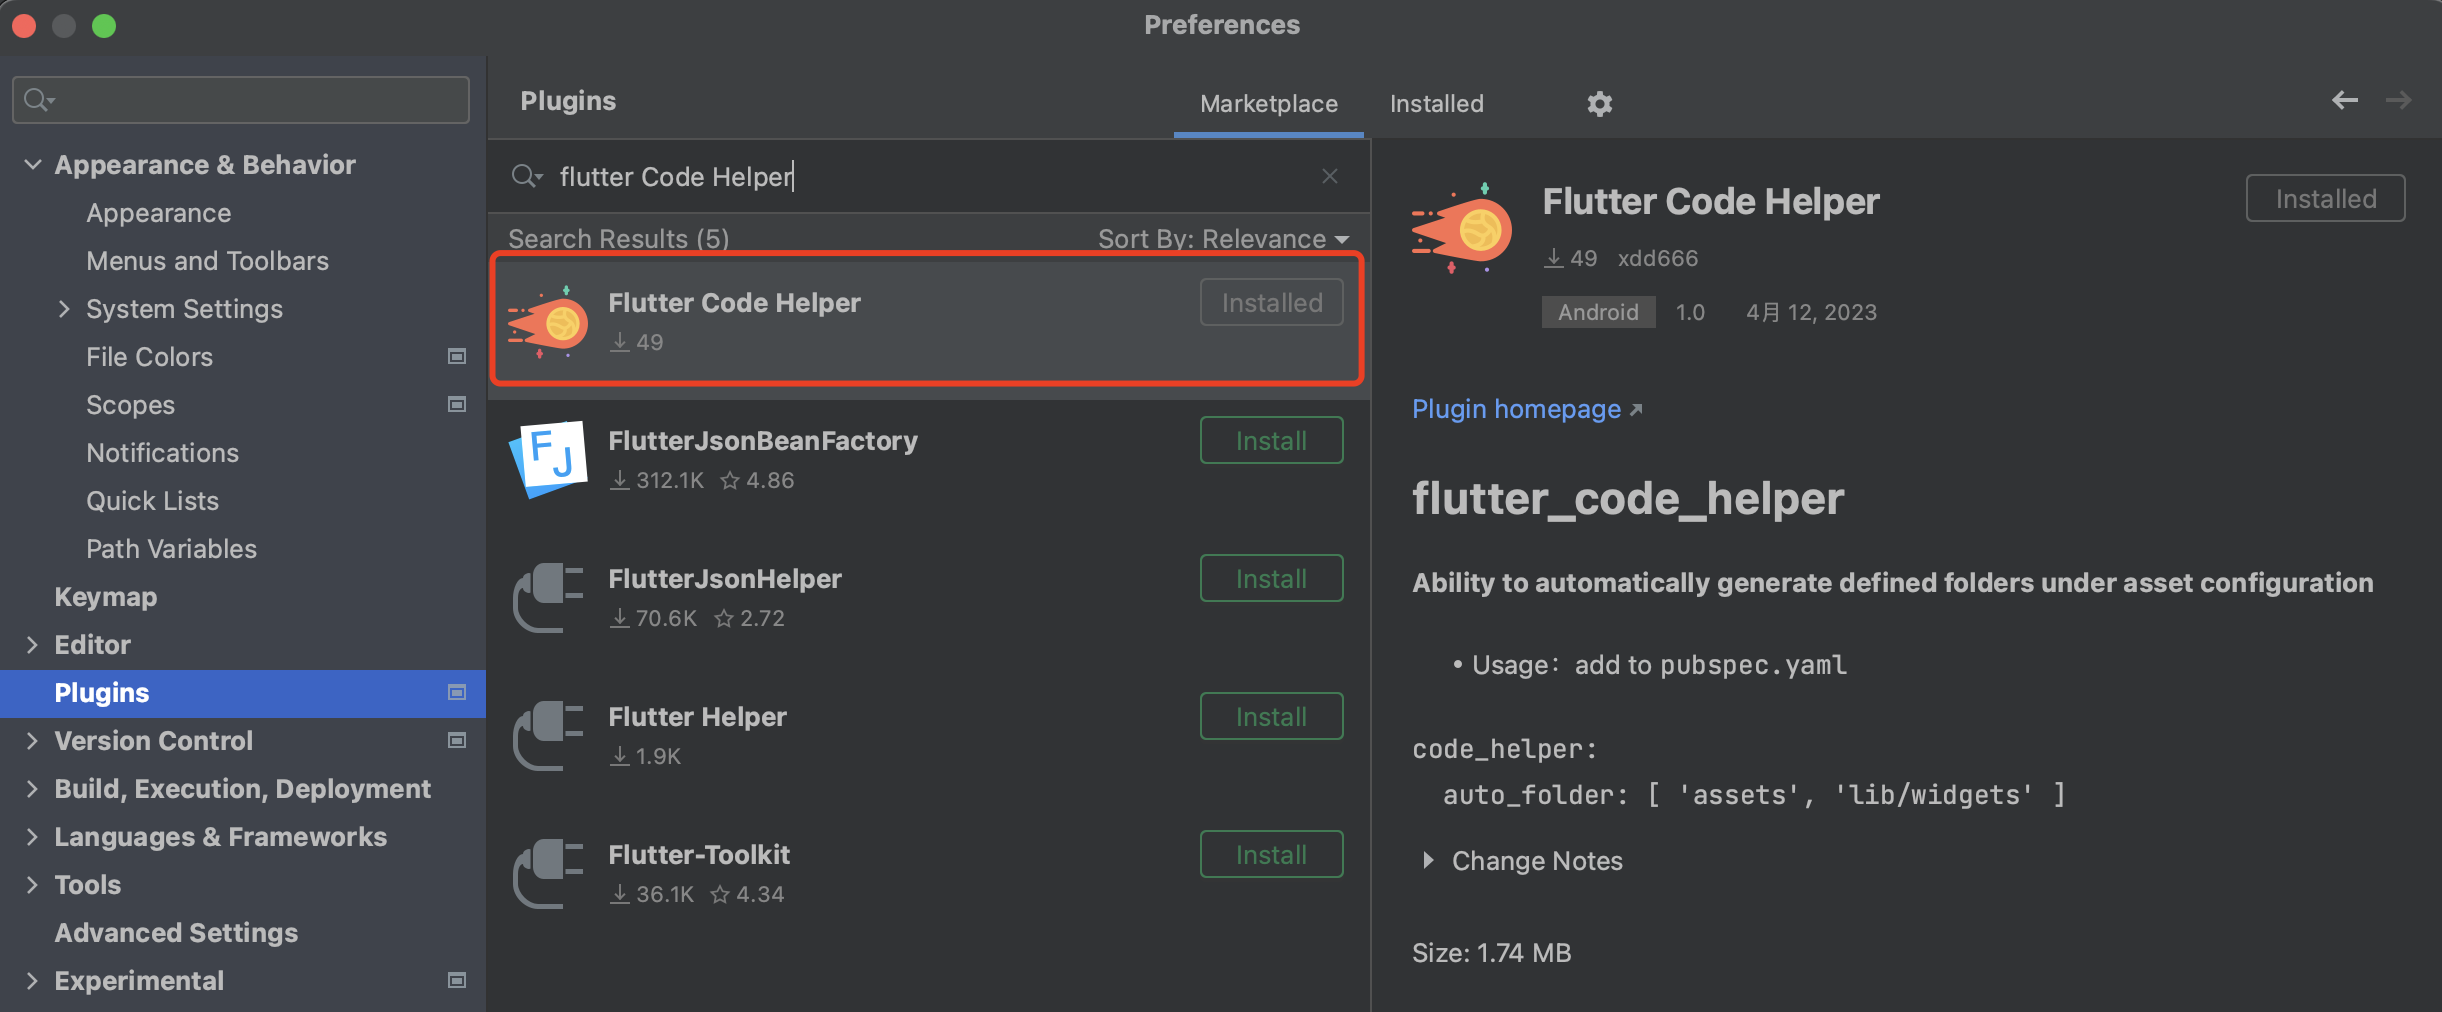 Preferences
Appearance & Behavior
Appearance
Menus and Toolbars
System Settings
File Colors
Scopes
Notifications
Quick Lists
Path Variables
Keymap
Editor
Plugins
Version Control
Build, Execution, Deployment
Languages & Frameworks
Tools
Advanced Settings
Experimental
Plugins
Marketplace
Installed
flutter Code Helper
Search Results (5)
Sort By: Relevance
Flutter Code Helper
49
Installed
FlutterJsonBeanFactory
312.1K 4.86
Install
FlutterJsonHelper
70.6K 2.72
Install
Flutter Helper
1.9K
Install
Flutter-Toolkit
36.1K 4.34
Install
Flutter Code Helper
Installed
49 xdd666
Android 1.0 4月 12, 2023
Plugin homepage
flutter_code_helper
Ability to automatically generate defined folders under asset configuration
• Usage：add to pubspec.yaml
code_helper:
auto_folder: [ 'assets', 'lib/widgets' ]
Change Notes
Size: 1.74 MB
F
J